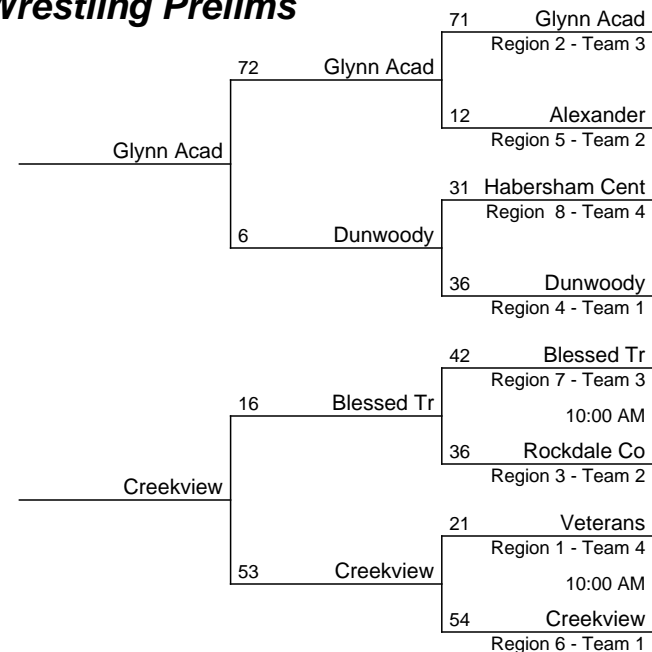 Wrestling Prelims
71 Glynn Acad
Region 2 - Team 3
72 Glynn Acad
12 Alexander
Region 5 - Team 2
Glynn Acad
31 Habersham Cent
Region 8 - Team 4
6 Dunwoody
36 Dunwoody
Region 4 - Team 1
42 Blessed Tr
Region 7 - Team 3
16 Blessed Tr
10:00 AM
36 Rockdale Co
Region 3 - Team 2
Creekview
21 Veterans
Region 1 - Team 4
53 Creekview
10:00 AM
54 Creekview
Region 6 - Team 1